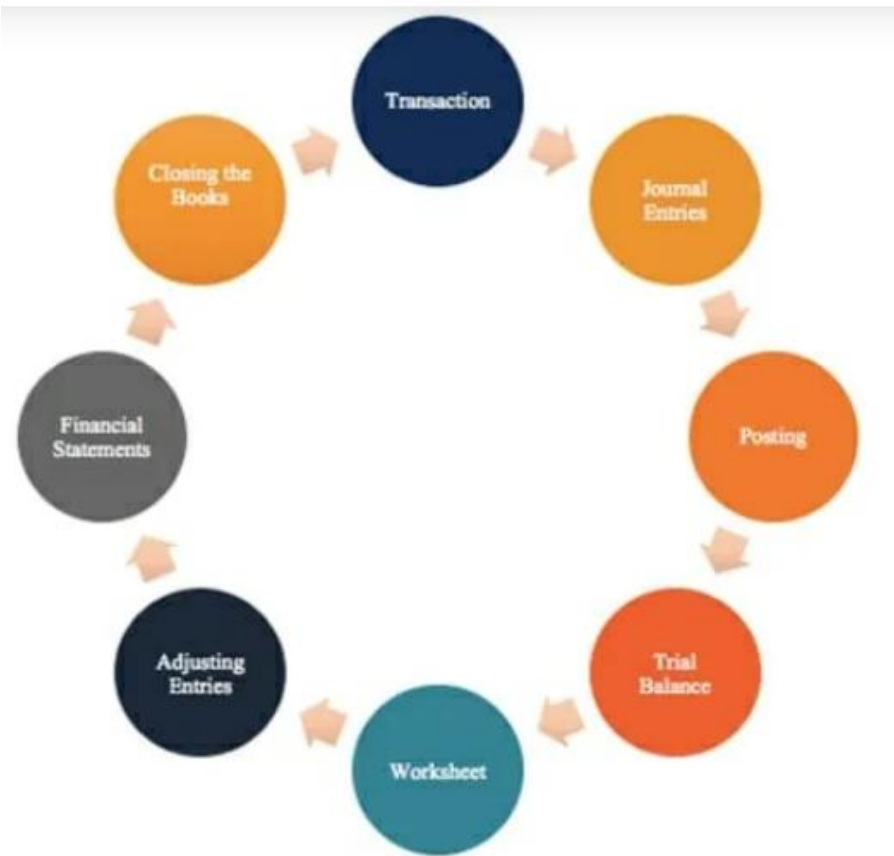 Transaction
Journal
Entries
Posting
Trial
Balance
Worksheet
Adjusting
Entries
Financial
Statements
Closing the
Books